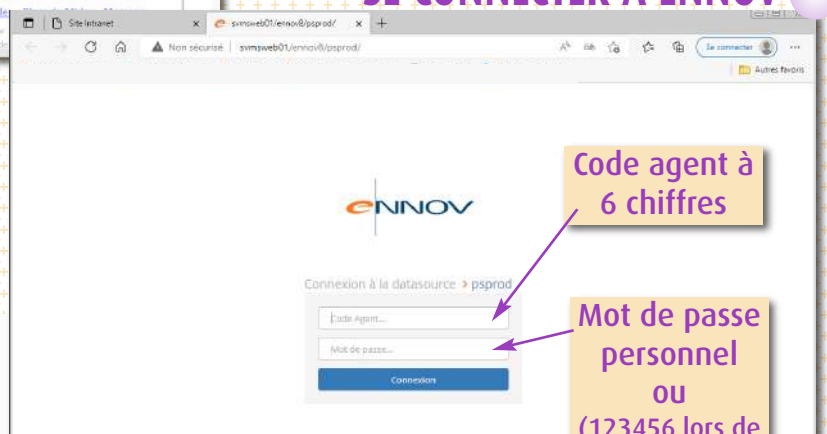 SE CONNECTER À ENNOV
Site Intranet
svmsweb01/ennov8/psprod/
Non sécurisé
svmsweb01/ennov8/psprod/
Se connecter
Autres favoris
Code agent à
6 chiffres
eNNOV
Connexion à la datasource > psprod
Code Agent...
Mot de passe...
Connexion
Mot de passe
personnel
ou
(123456 lors de